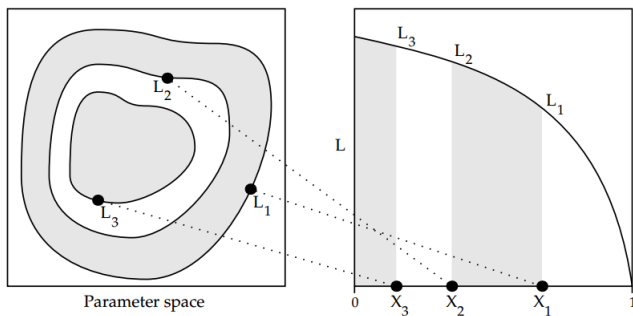 L₂
L₃
L₁
Parameter space
L₃
L₂
L₁
L
0
X₃
X₂
X₁
1